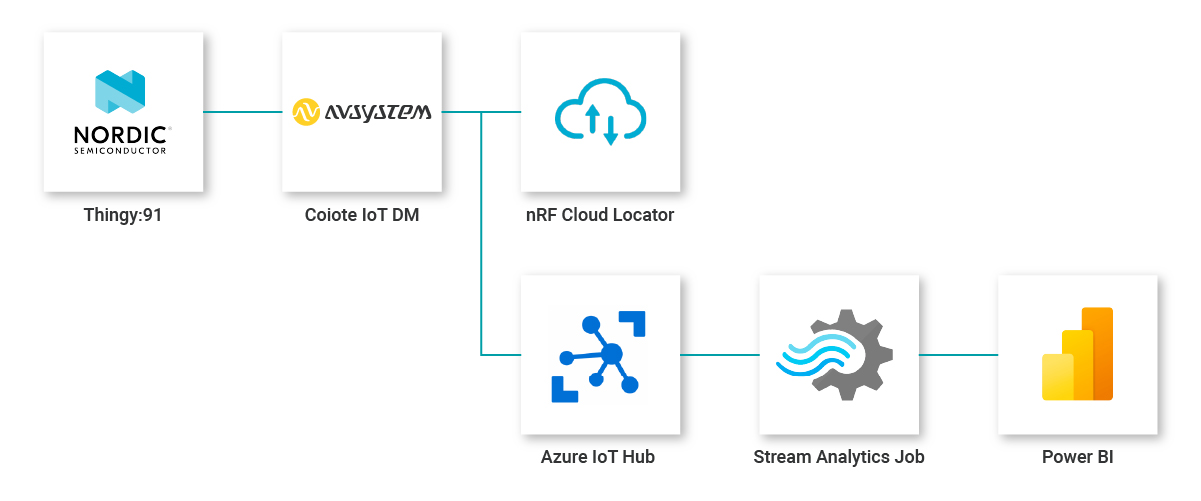 NORDIC®
SEMICONDUCTOR
AVSYSTEM
Thingy:91
Coiote IoT DM
nRF Cloud Locator
Azure IoT Hub
Stream Analytics Job
Power BI